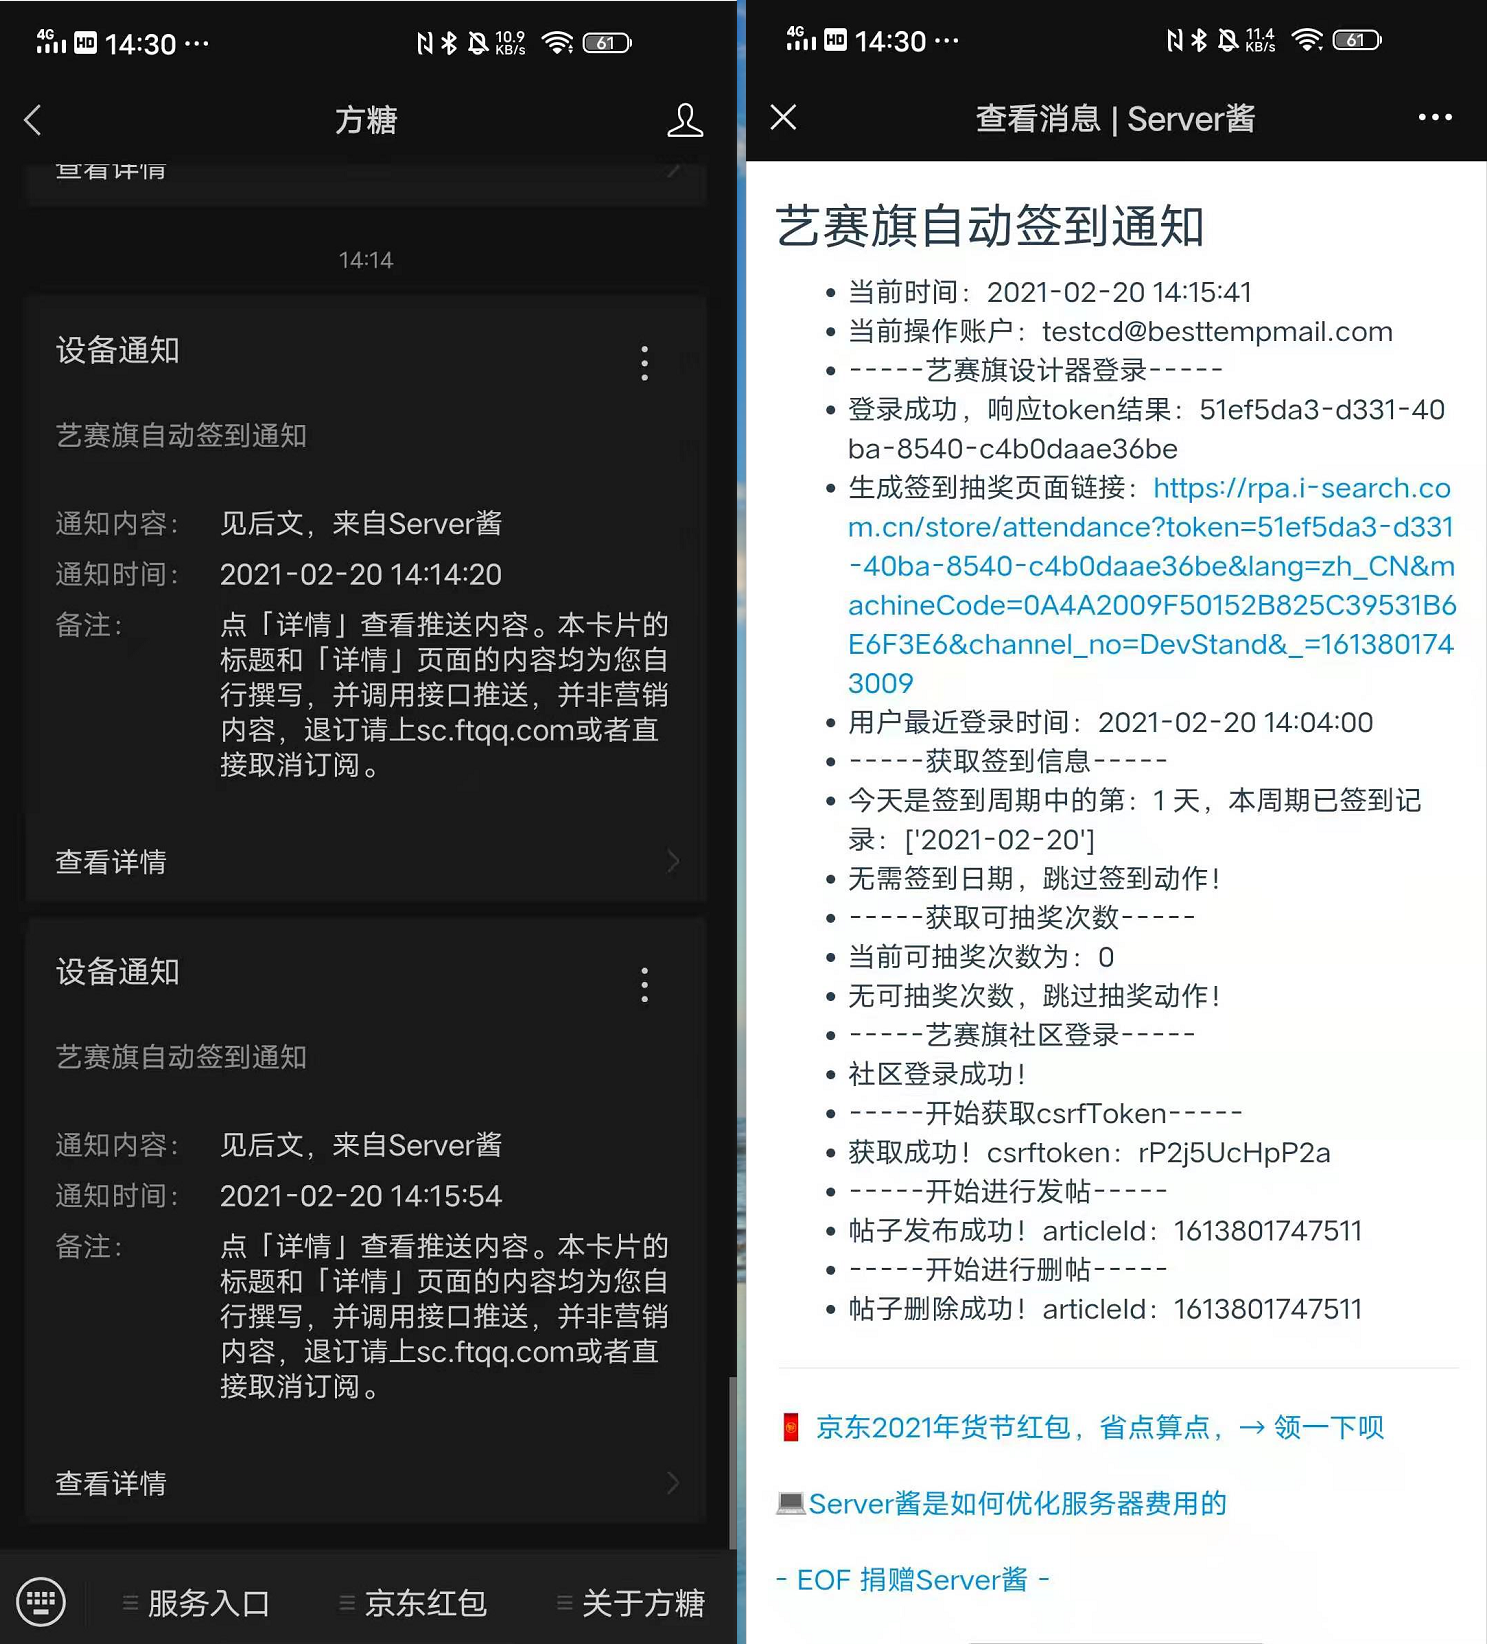 4G HD 14:30 ··· 10.9 KB/s 61
方糖
查看详情
14:14
设备通知
艺赛旗自动签到通知
通知内容： 见后文，来自Server酱
通知时间： 2021-02-20 14:14:20
备注： 点「详情」查看推送内容。本卡片的
标题和「详情」页面的内容均为您自
行撰写，并调用接口推送，并非营销
内容，退订请上sc.ftqq.com或者直
接取消订阅。
查看详情
设备通知
艺赛旗自动签到通知
通知内容： 见后文，来自Server酱
通知时间： 2021-02-20 14:15:54
备注： 点「详情」查看推送内容。本卡片的
标题和「详情」页面的内容均为您自
行撰写，并调用接口推送，并非营销
内容，退订请上sc.ftqq.com或者直
接取消订阅。
查看详情
服务入口 京东红包 关于方糖
4G HD 14:30 ··· 11.4 KB/s 61
查看消息 | Server酱
艺赛旗自动签到通知
• 当前时间：2021-02-20 14:15:41
• 当前操作账户：testcd@besttempmail.com
• -----艺赛旗设计器登录-----
• 登录成功，响应token结果：51ef5da3-d331-40
ba-8540-c4b0daae36be
• 生成签到抽奖页面链接：https://rpa.i-search.co
m.cn/store/attendance?token=51ef5da3-d331
-40ba-8540-c4b0daae36be&lang=zh_CN&m
achineCode=0A4A2009F50152B825C39531B6
E6F3E6&channel_no=DevStand&_=161380174
3009
• 用户最近登录时间：2021-02-20 14:04:00
• -----获取签到信息-----
• 今天是签到周期中的第：1 天，本周期已签到记
录：['2021-02-20']
• 无需签到日期，跳过签到动作！
• -----获取可抽奖次数-----
• 当前可抽奖次数为：0
• 无可抽奖次数，跳过抽奖动作！
• -----艺赛旗社区登录-----
• 社区登录成功！
• -----开始获取csrfToken-----
• 获取成功！csrftoken：rP2j5UcHpP2a
• -----开始进行发帖-----
• 帖子发布成功！articleId：1613801747511
• -----开始进行删帖-----
• 帖子删除成功！articleId：1613801747511
京东2021年货节红包，省点算点，→ 领一下呗
Server酱是如何优化服务器费用的
- EOF 捐赠Server酱 -